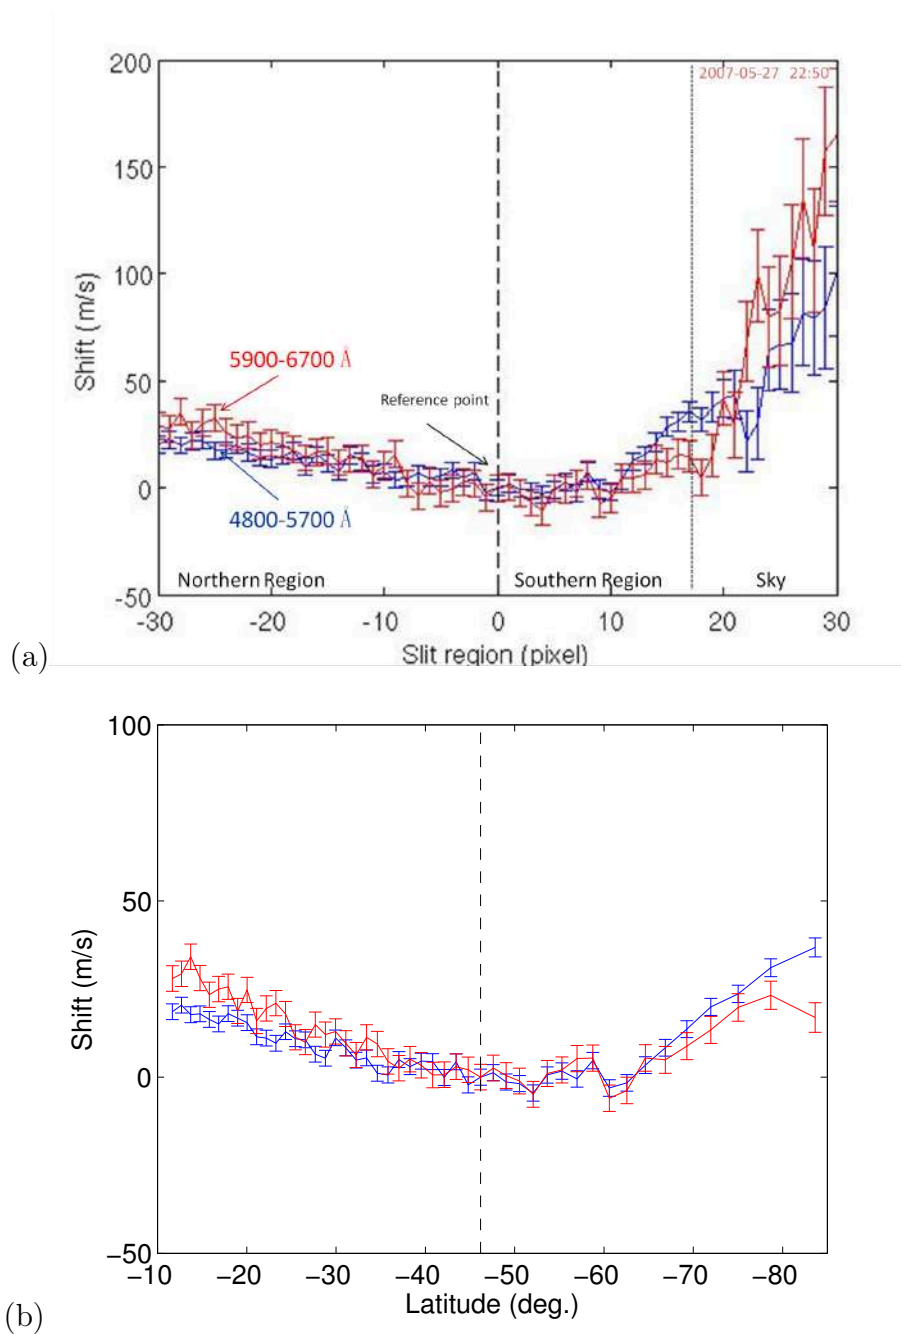 200
2007-05-27 22:50
150
100
Shift (m/s)
5900-6700 Å
50
Reference point
0
4800-5700 Å
Northern Region
Southern Region
Sky
-50
-30 -20 -10 0 10 20 30
Slit region (pixel)
(a)
100
50
Shift (m/s)
0
−50
−10 −20 −30 −40 −50 −60 −70 −80
Latitude (deg.)
(b)